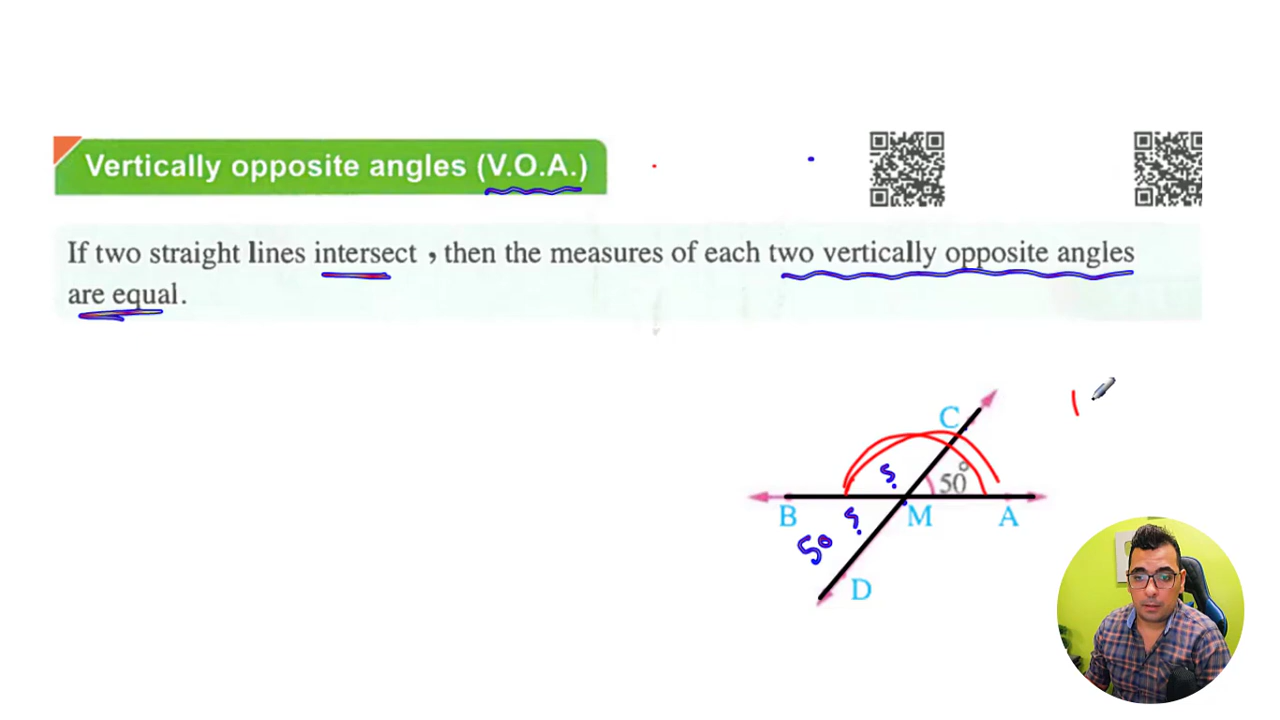 Vertically opposite angles (V.O.A.)
If two straight lines intersect , then the measures of each two vertically opposite angles
are equal.
C
?
50°
B
?
M
A
50
D